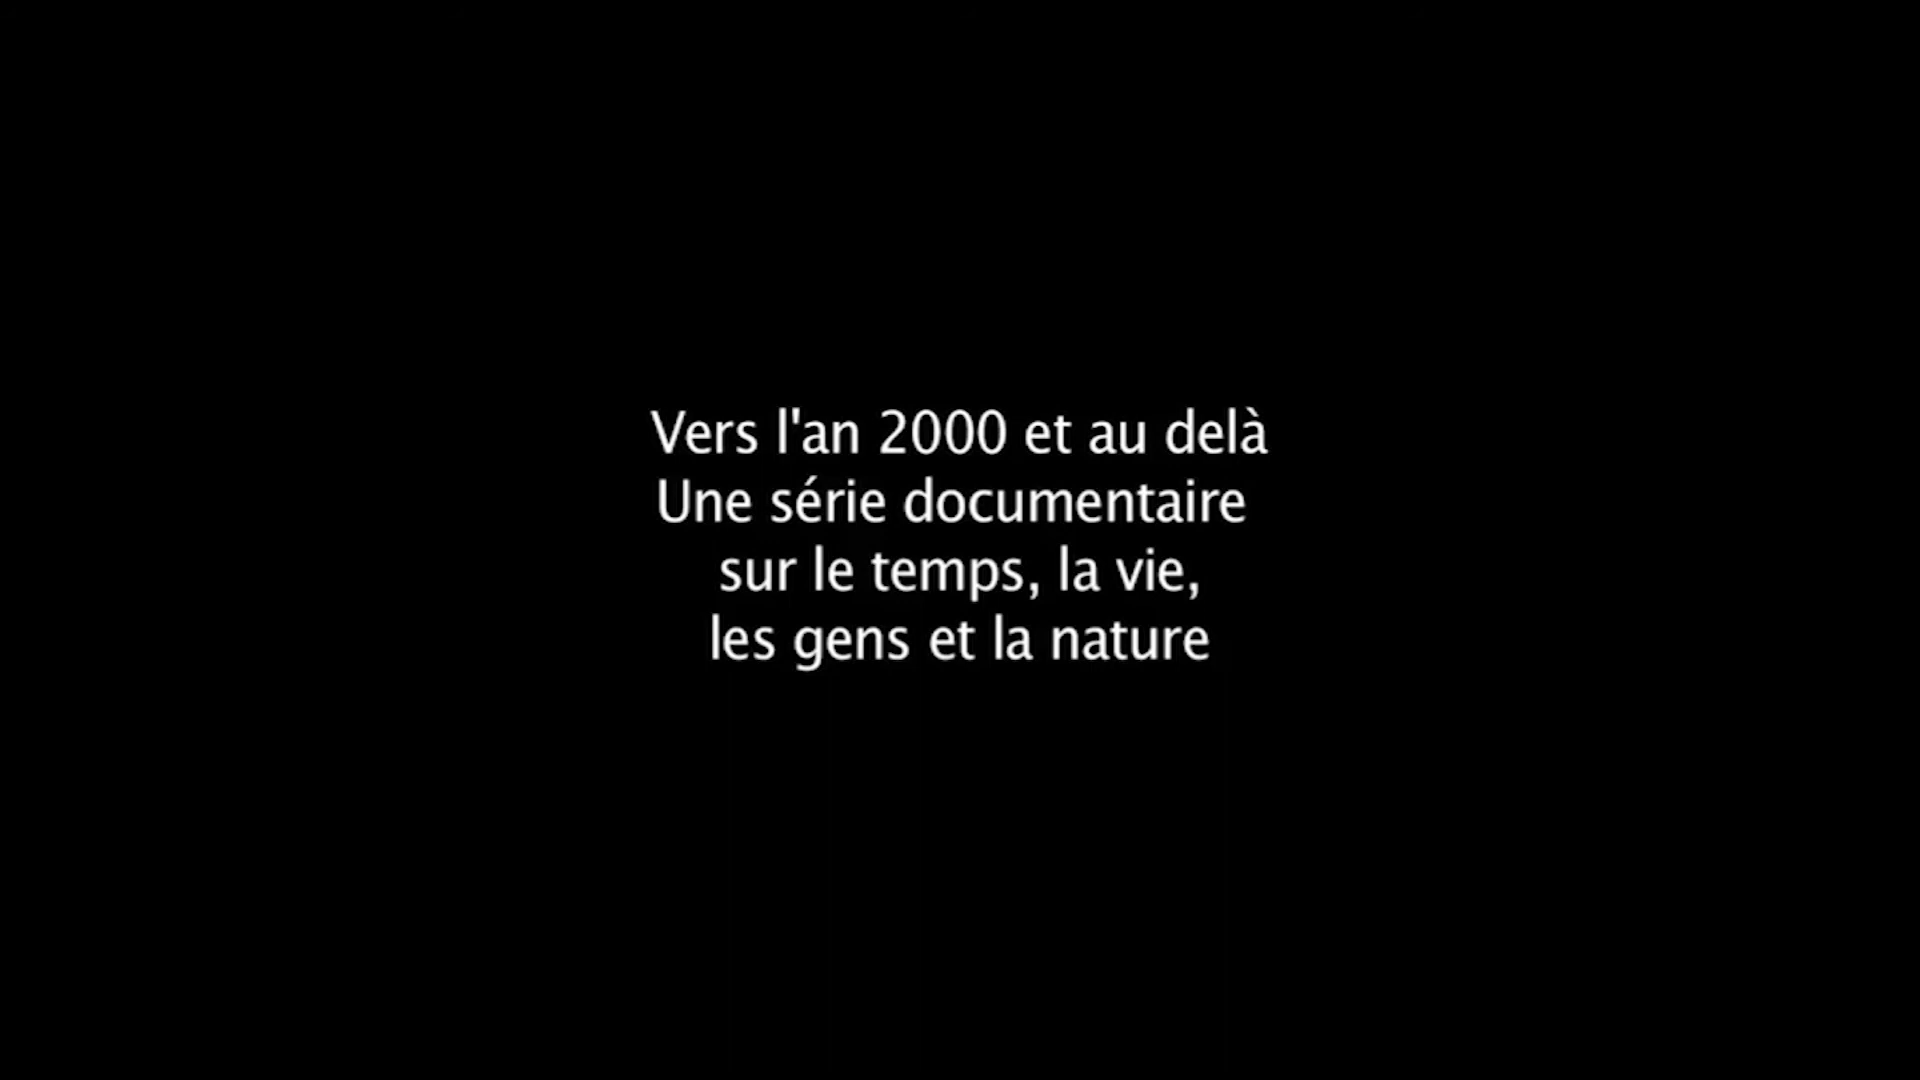 Vers l'an 2000 et au delà
Une série documentaire
sur le temps, la vie,
les gens et la nature